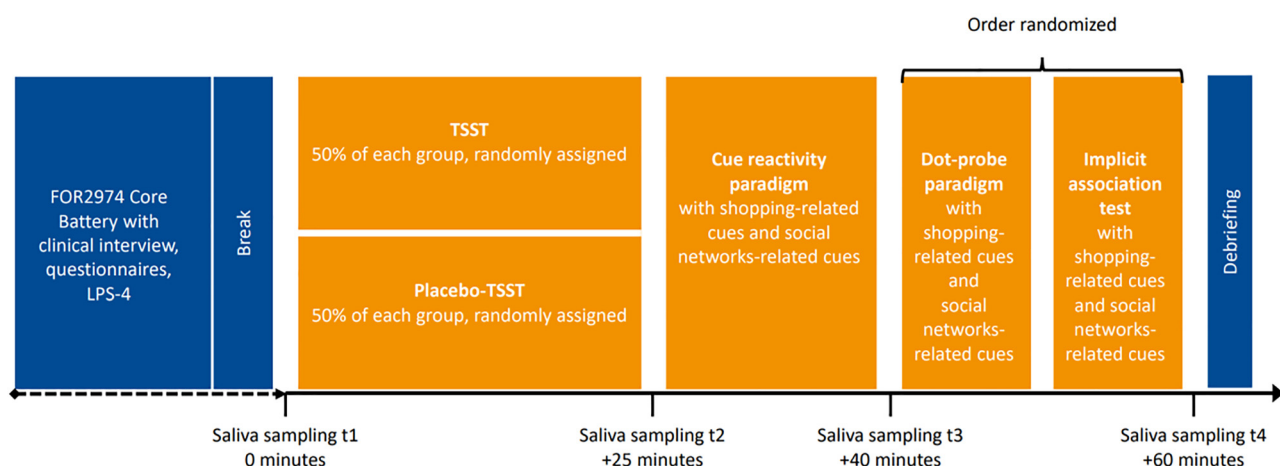 Order randomized
FOR2974 Core
Battery with
clinical interview,
questionnaires,
LPS-4
Break
TSST
50% of each group, randomly assigned
Placebo-TSST
50% of each group, randomly assigned
Cue reactivity
paradigm
with shopping-related
cues and social
networks-related cues
Dot-probe
paradigm
with
shopping-
related cues
and
social
networks-
related cues
Implicit
association
test
with
shopping-
related cues
and social
networks-
related cues
Debriefing
Saliva sampling t1
0 minutes
Saliva sampling t2
+25 minutes
Saliva sampling t3
+40 minutes
Saliva sampling t4
+60 minutes